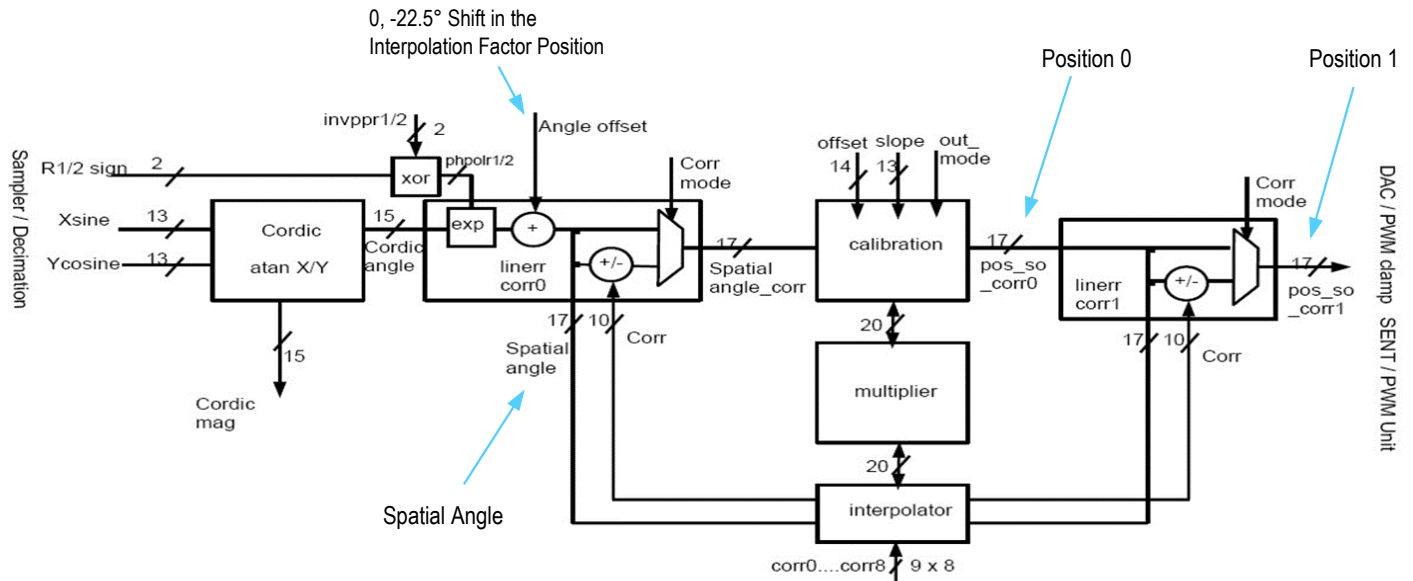 0, -22.5° Shift in the
Interpolation Factor Position
Position 0
Position 1
invppr1/2
2
Angle offset
R1/2 sign
2
xor
phpolr1/2
Corr
mode
offset
slope
out_
mode
14
13
Corr
mode
Sampler / Decimation
Xsine
13
Ycosine
13
Cordic
atan X/Y
15
Cordic
angle
exp
+
+/-
linerr
corr0
17
Spatial
angle_corr
calibration
17
pos_so
_corr0
linerr
corr1
+/-
17
pos_so
_corr1
DAC / PWM clamp SENT / PWM Unit
15
Cordic
mag
17
10
Corr
Spatial
angle
20
multiplier
20
17
10
Corr
Spatial Angle
interpolator
corr0....corr8
9 x 8